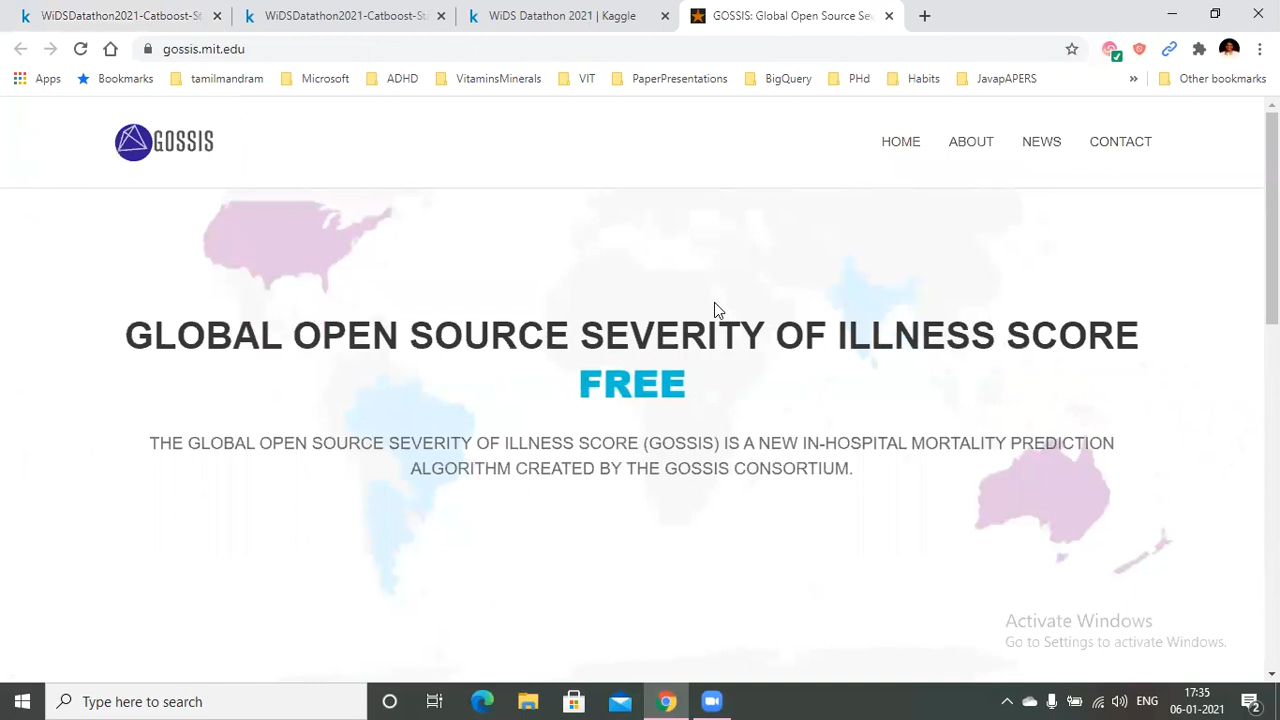 WiDSDatathon2021-Catboost-St
WiDSDatathon2021-Catboost-S
WiDS Datathon 2021 | Kaggle
GOSSIS: Global Open Source Sev
gossis.mit.edu
Apps
Bookmarks
tamilmandram
Microsoft
ADHD
VitaminsMinerals
VIT
PaperPresentations
BigQuery
PHd
Habits
JavapAPERS
»
Other bookmarks
GOSSIS
HOME
ABOUT
NEWS
CONTACT
GLOBAL OPEN SOURCE SEVERITY OF ILLNESS SCORE
FREE
THE GLOBAL OPEN SOURCE SEVERITY OF ILLNESS SCORE (GOSSIS) IS A NEW IN-HOSPITAL MORTALITY PREDICTION
ALGORITHM CREATED BY THE GOSSIS CONSORTIUM.
Activate Windows
Go to Settings to activate Windows.
Type here to search
ENG
17:35
06-01-2021
2